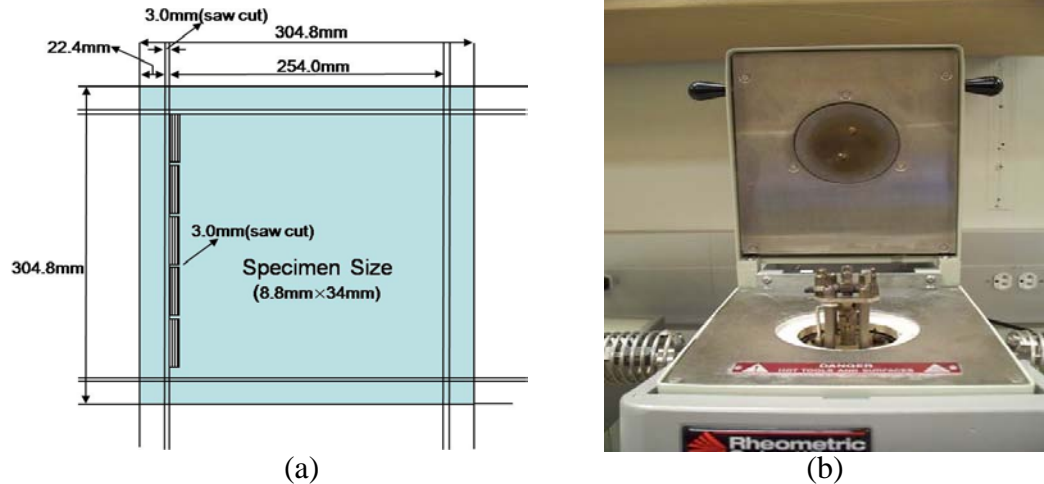 3.0mm(saw cut)
304.8mm
22.4mm
254.0mm
3.0mm(saw cut)
304.8mm
Specimen Size
(8.8mm×34mm)
DANGER
HOT TOOLS AND SURFACES
Rheometric
(a)
(b)